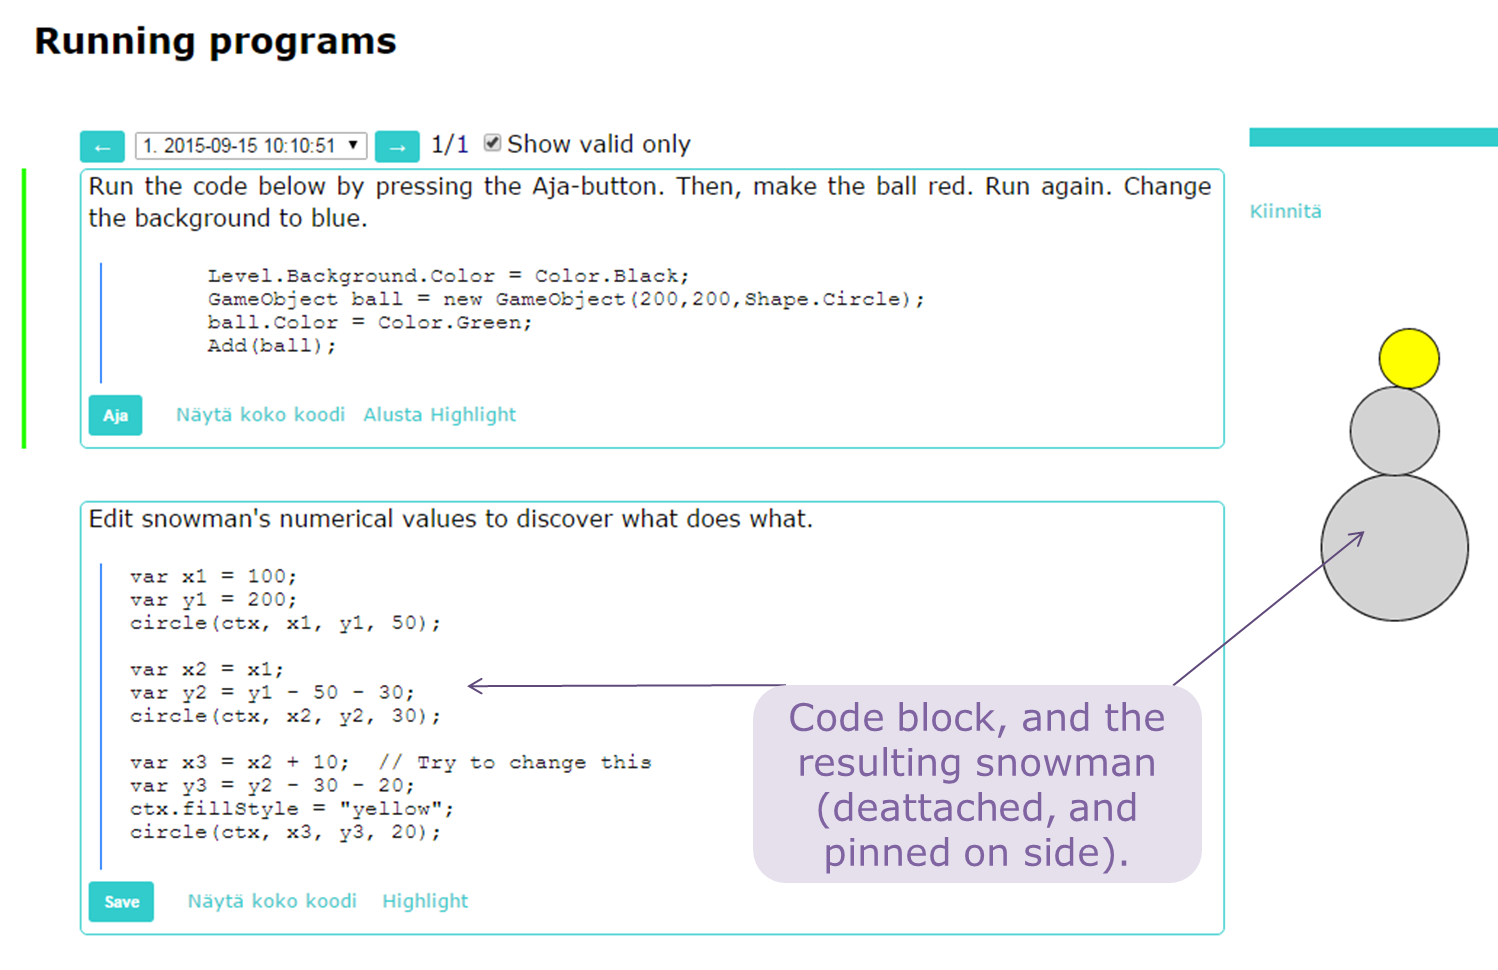 Running programs
← 1. 2015-09-15 10:10:51 ▼ → 1/1 Show valid only
Run the code below by pressing the Aja-button. Then, make the ball red. Run again. Change
the background to blue.
Kiinnitä
Level.Background.Color = Color.Black;
GameObject ball = new GameObject(200,200,Shape.Circle);
ball.Color = Color.Green;
Add(ball);
Aja Näytä koko koodi Alusta Highlight
Edit snowman's numerical values to discover what does what.
var x1 = 100;
var y1 = 200;
circle(ctx, x1, y1, 50);
var x2 = x1;
var y2 = y1 - 50 - 30;
circle(ctx, x2, y2, 30);
var x3 = x2 + 10;  // Try to change this
var y3 = y2 - 30 - 20;
ctx.fillStyle = "yellow";
circle(ctx, x3, y3, 20);
Code block, and the
resulting snowman
(deattached, and
pinned on side).
Save Näytä koko koodi Highlight